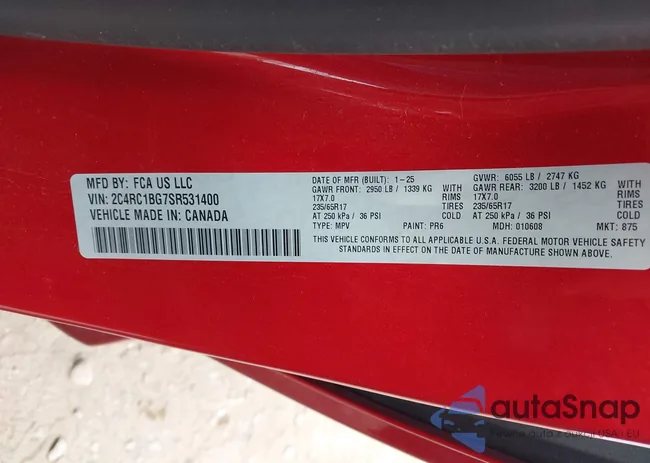 MFD BY: FCA US LLC
VIN: 2C4RC1BG7SR531400
VEHICLE MADE IN: CANADA
DATE OF MFR (BUILT): 1-25 GVWR: 6055 LB / 2747 KG
GAWR FRONT: 2950 LB / 1339 KG WITH GAWR REAR: 3200 LB / 1452 KG WITH
17X7.0 RIMS 17X7.0 RIMS
235/65R17 TIRES 235/65R17 TIRES
AT 250 kPa / 36 PSI AT 250 kPa / 36 PSI
TYPE: MPV PAINT: PR6 MDH: 010608 MKT: 875
THIS VEHICLE CONFORMS TO ALL APPLICABLE U.S.A. FEDERAL MOTOR VEHICLE SAFETY
STANDARDS IN EFFECT ON THE DATE OF MANUFACTURE SHOWN ABOVE.
autoSnap